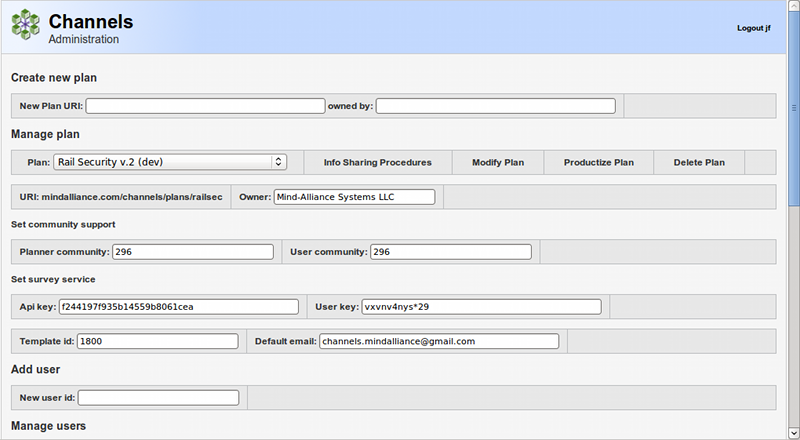 Channels
Administration
Logout jf
Create new plan
New Plan URI: owned by:
Manage plan
Plan: Rail Security v.2 (dev) Info Sharing Procedures Modify Plan Productize Plan Delete Plan
URI: mindalliance.com/channels/plans/railsec Owner: Mind-Alliance Systems LLC
Set community support
Planner community: 296 User community: 296
Set survey service
Api key: f244197f935b14559b8061cea User key: vxvnv4nys*29
Template id: 1800 Default email: channels.mindalliance@gmail.com
Add user
New user id:
Manage users